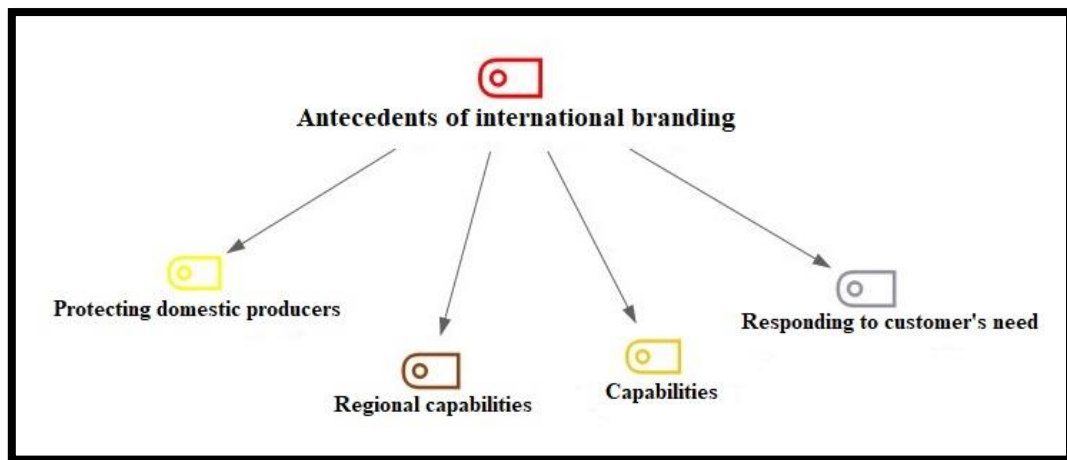 Antecedents of international branding
Protecting domestic producers
Responding to customer's need
Regional capabilities
Capabilities